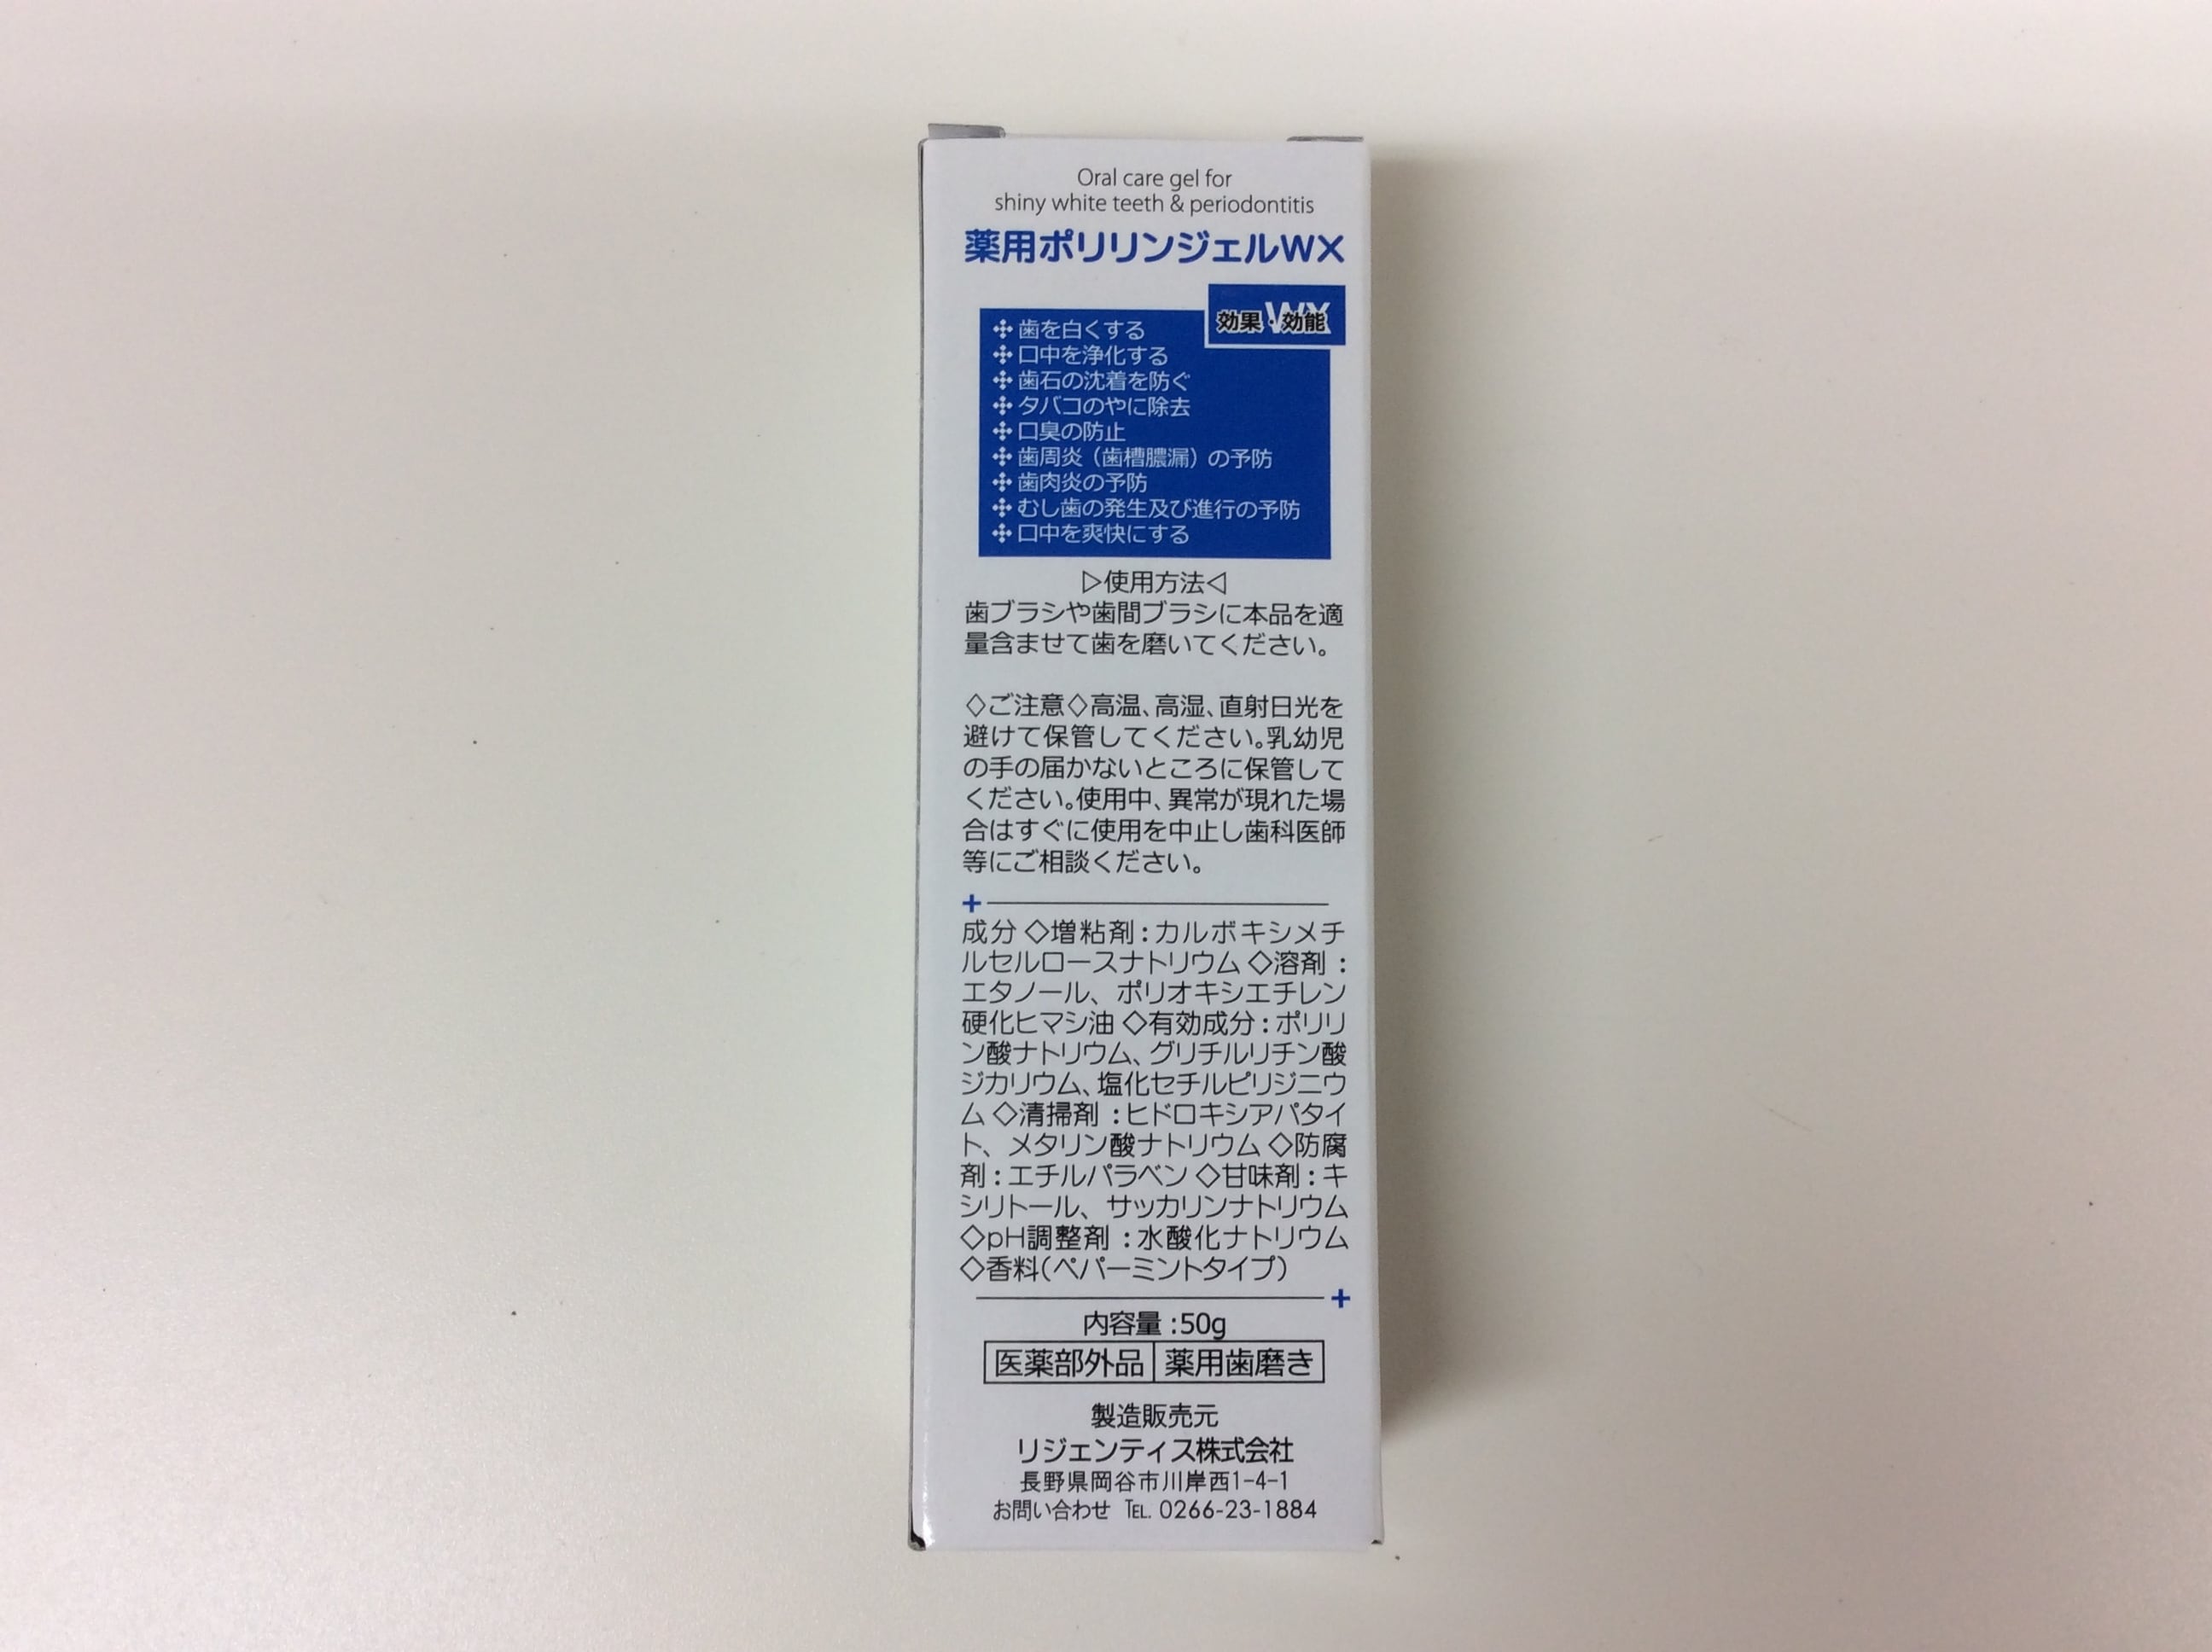 Oral care gel for
shiny white teeth & periodontitis
薬用ポリリンジェルWX
WX
効果・効能
歯を白くする
口中を浄化する
歯石の沈着を防ぐ
タバコのやに除去
口臭の防止
歯周炎（歯槽膿漏）の予防
歯肉炎の予防
むし歯の発生及び進行の予防
口中を爽快にする
▷使用方法◁
歯ブラシや歯間ブラシに本品を適
量含ませて歯を磨いてください。
◇ご注意◇高温、高湿、直射日光を
避けて保管してください。乳幼児
の手の届かないところに保管して
ください。使用中、異常が現れた場
合はすぐに使用を中止し歯科医師
等にご相談ください。
成分 ◇増粘剤：カルボキシメチ
ルセルロースナトリウム ◇溶剤：
エタノール、ポリオキシエチレン
硬化ヒマシ油 ◇有効成分：ポリリ
ン酸ナトリウム、グリチルリチン酸
ジカリウム、塩化セチルピリジニウ
ム ◇清掃剤：ヒドロキシアパタイ
ト、メタリン酸ナトリウム ◇防腐
剤：エチルパラベン ◇甘味剤：キ
シリトール、サッカリンナトリウム
◇pH調整剤：水酸化ナトリウム
◇香料（ペパーミントタイプ）
内容量：50g
医薬部外品 薬用歯磨き
製造販売元
リジェンティス株式会社
長野県岡谷市川岸西1-4-1
お問い合わせ TEL. 0266-23-1884